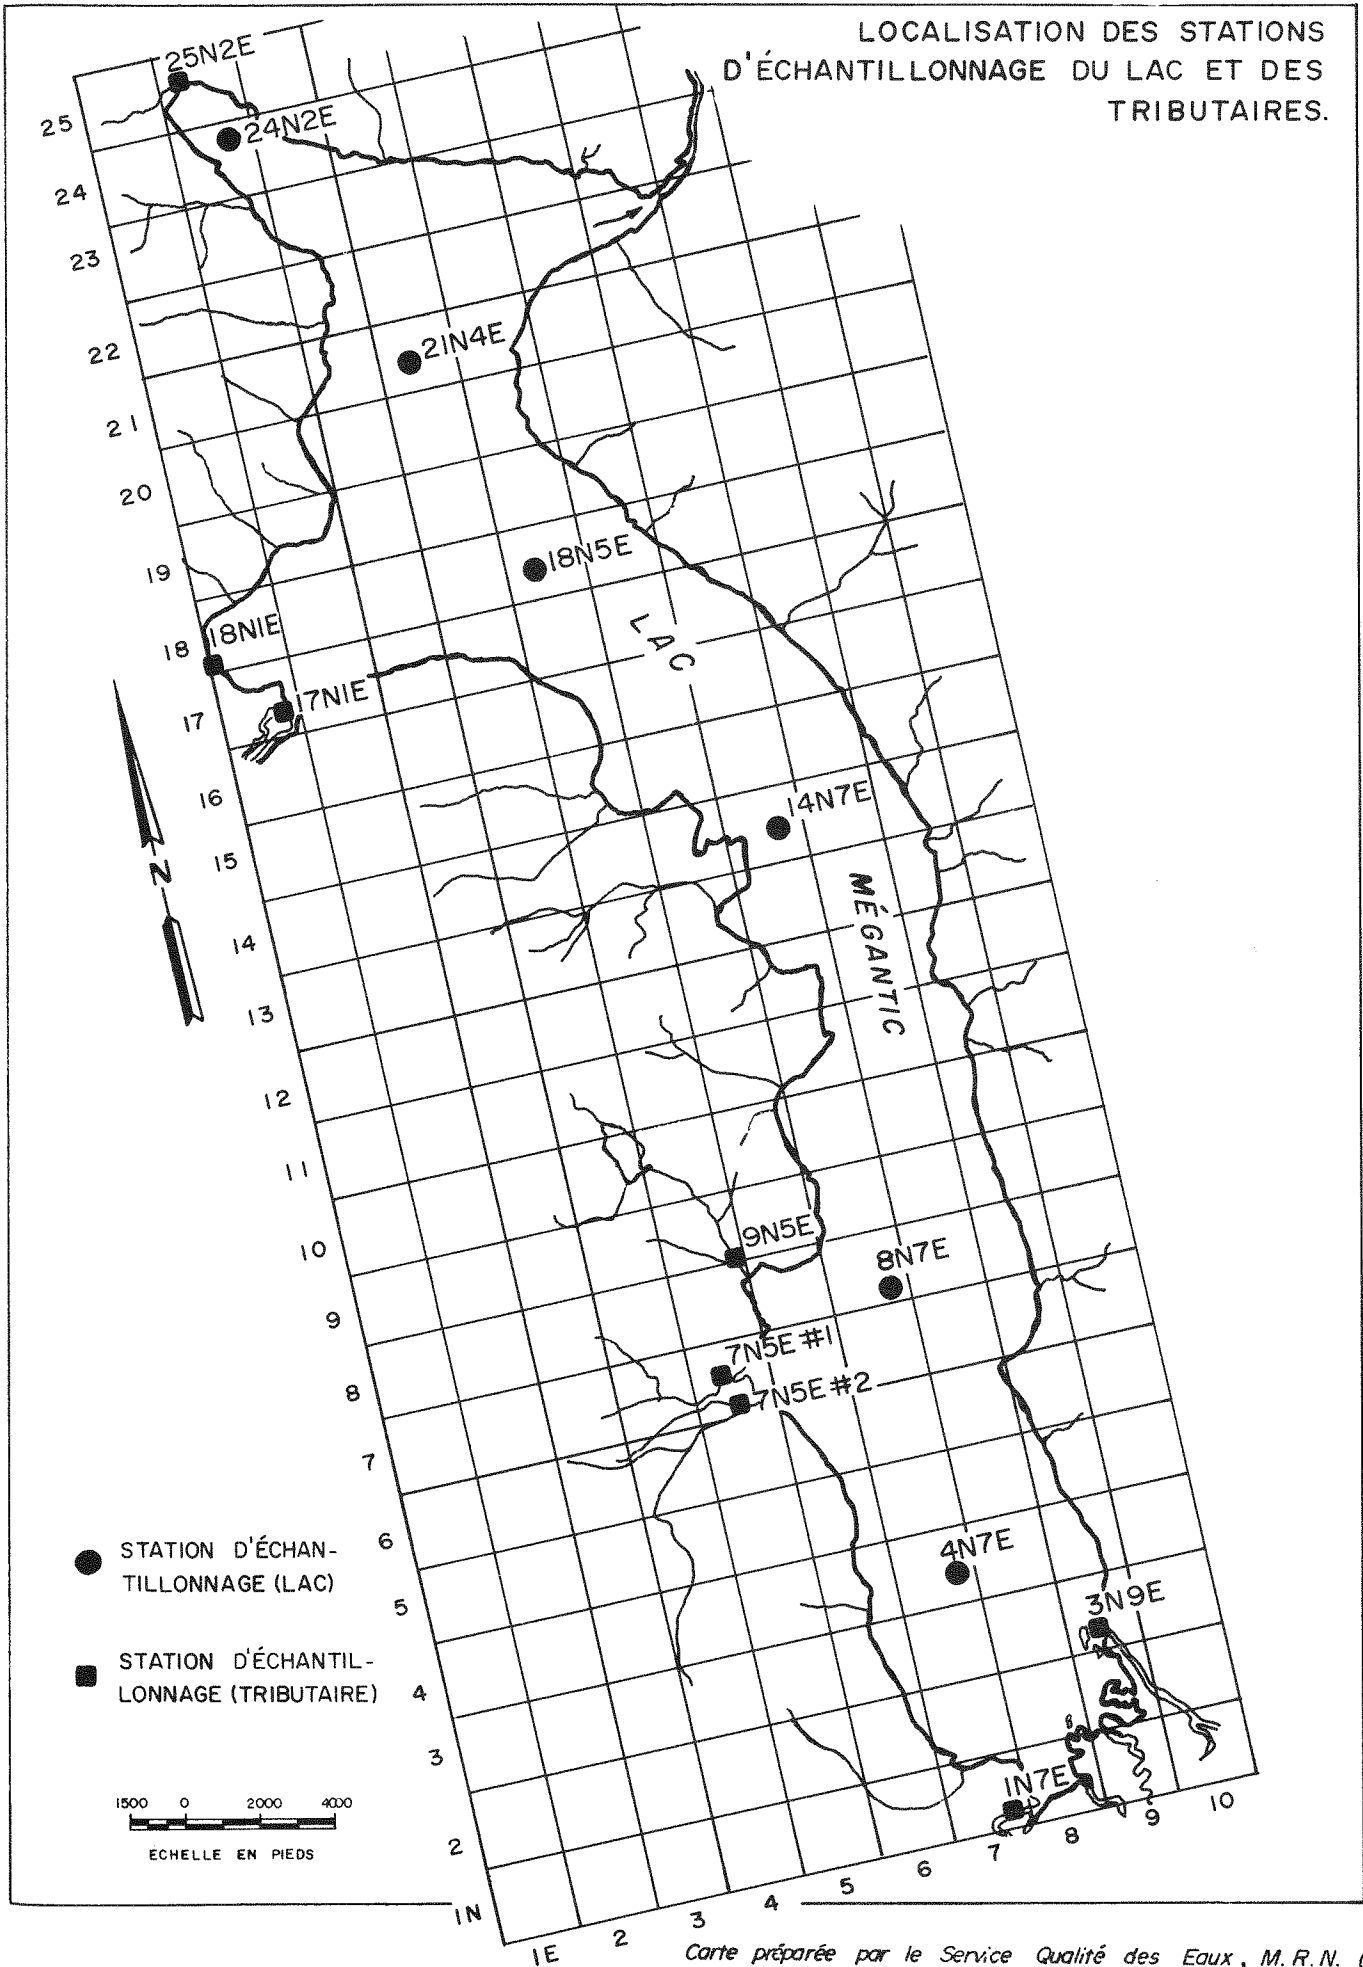 LOCALISATION DES STATIONS
D'ÉCHANTILLONNAGE DU LAC ET DES
TRIBUTAIRES.
25N2E
24N2E
25
24
23
22
21
20
19
18
17
16
15
14
13
12
11
10
9
8
7
6
5
4
3
2
1N
21N4E
18N5E
18N1E
17N1E
LAC
14N7E
MÉGANTIC
N
9N5E
8N7E
7N5E #1
7N5E #2
4N7E
3N9E
1N7E
STATION D'ÉCHAN-
TILLONNAGE (LAC)
STATION D'ÉCHANTIL-
LONNAGE (TRIBUTAIRE)
1500 0 2000 4000
ÉCHELLE EN PIEDS
1E 2 3 4 5 6 7 8 9 10
Carte préparée par le Service Qualité des Eaux, M.R.N.